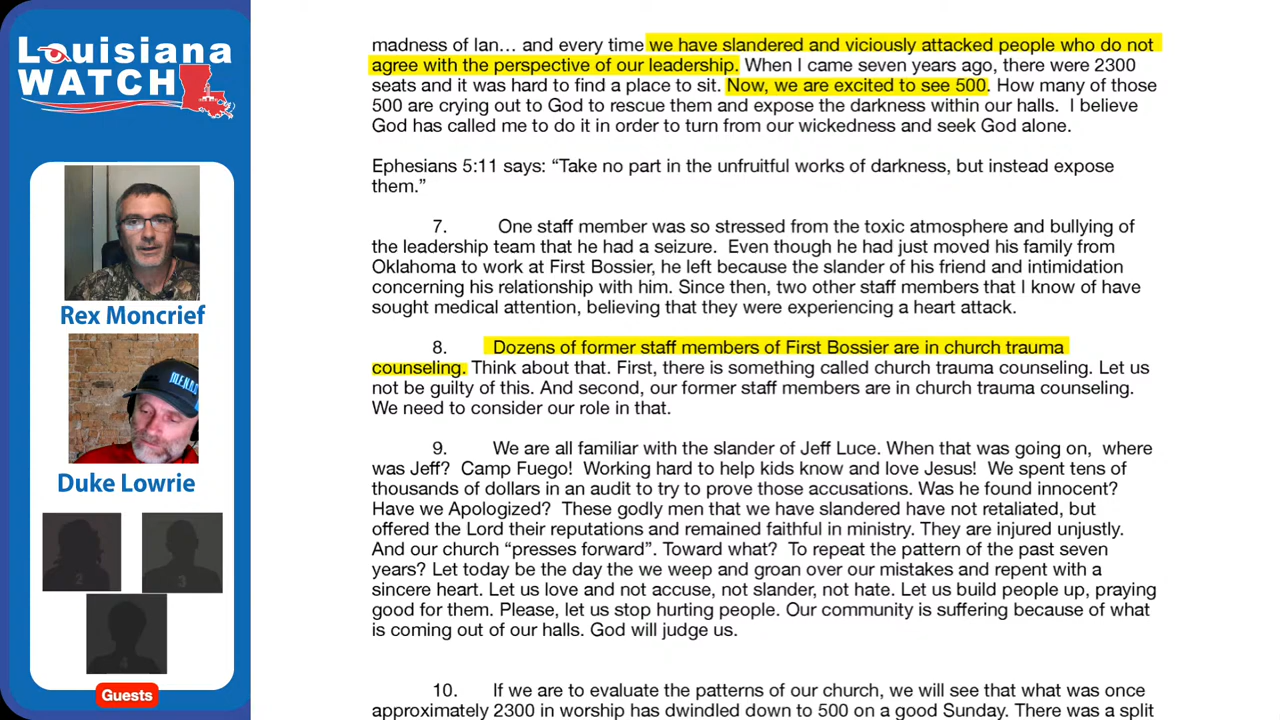 Louisiana
WATCH
Rex Moncrief
M.E.N.D.
Duke Lowrie
2
3
4
Guests
madness of Ian… and every time we have slandered and viciously attacked people who do not
agree with the perspective of our leadership. When I came seven years ago, there were 2300
seats and it was hard to find a place to sit. Now, we are excited to see 500. How many of those
500 are crying out to God to rescue them and expose the darkness within our halls. I believe
God has called me to do it in order to turn from our wickedness and seek God alone.
Ephesians 5:11 says: “Take no part in the unfruitful works of darkness, but instead expose
them.”
7. One staff member was so stressed from the toxic atmosphere and bullying of
the leadership team that he had a seizure. Even though he had just moved his family from
Oklahoma to work at First Bossier, he left because the slander of his friend and intimidation
concerning his relationship with him. Since then, two other staff members that I know of have
sought medical attention, believing that they were experiencing a heart attack.
8. Dozens of former staff members of First Bossier are in church trauma
counseling. Think about that. First, there is something called church trauma counseling. Let us
not be guilty of this. And second, our former staff members are in church trauma counseling.
We need to consider our role in that.
9. We are all familiar with the slander of Jeff Luce. When that was going on, where
was Jeff? Camp Fuego! Working hard to help kids know and love Jesus! We spent tens of
thousands of dollars in an audit to try to prove those accusations. Was he found innocent?
Have we Apologized? These godly men that we have slandered have not retaliated, but
offered the Lord their reputations and remained faithful in ministry. They are injured unjustly.
And our church “presses forward”. Toward what? To repeat the pattern of the past seven
years? Let today be the day the we weep and groan over our mistakes and repent with a
sincere heart. Let us love and not accuse, not slander, not hate. Let us build people up, praying
good for them. Please, let us stop hurting people. Our community is suffering because of what
is coming out of our halls. God will judge us.
10. If we are to evaluate the patterns of our church, we will see that what was once
approximately 2300 in worship has dwindled down to 500 on a good Sunday. There was a split